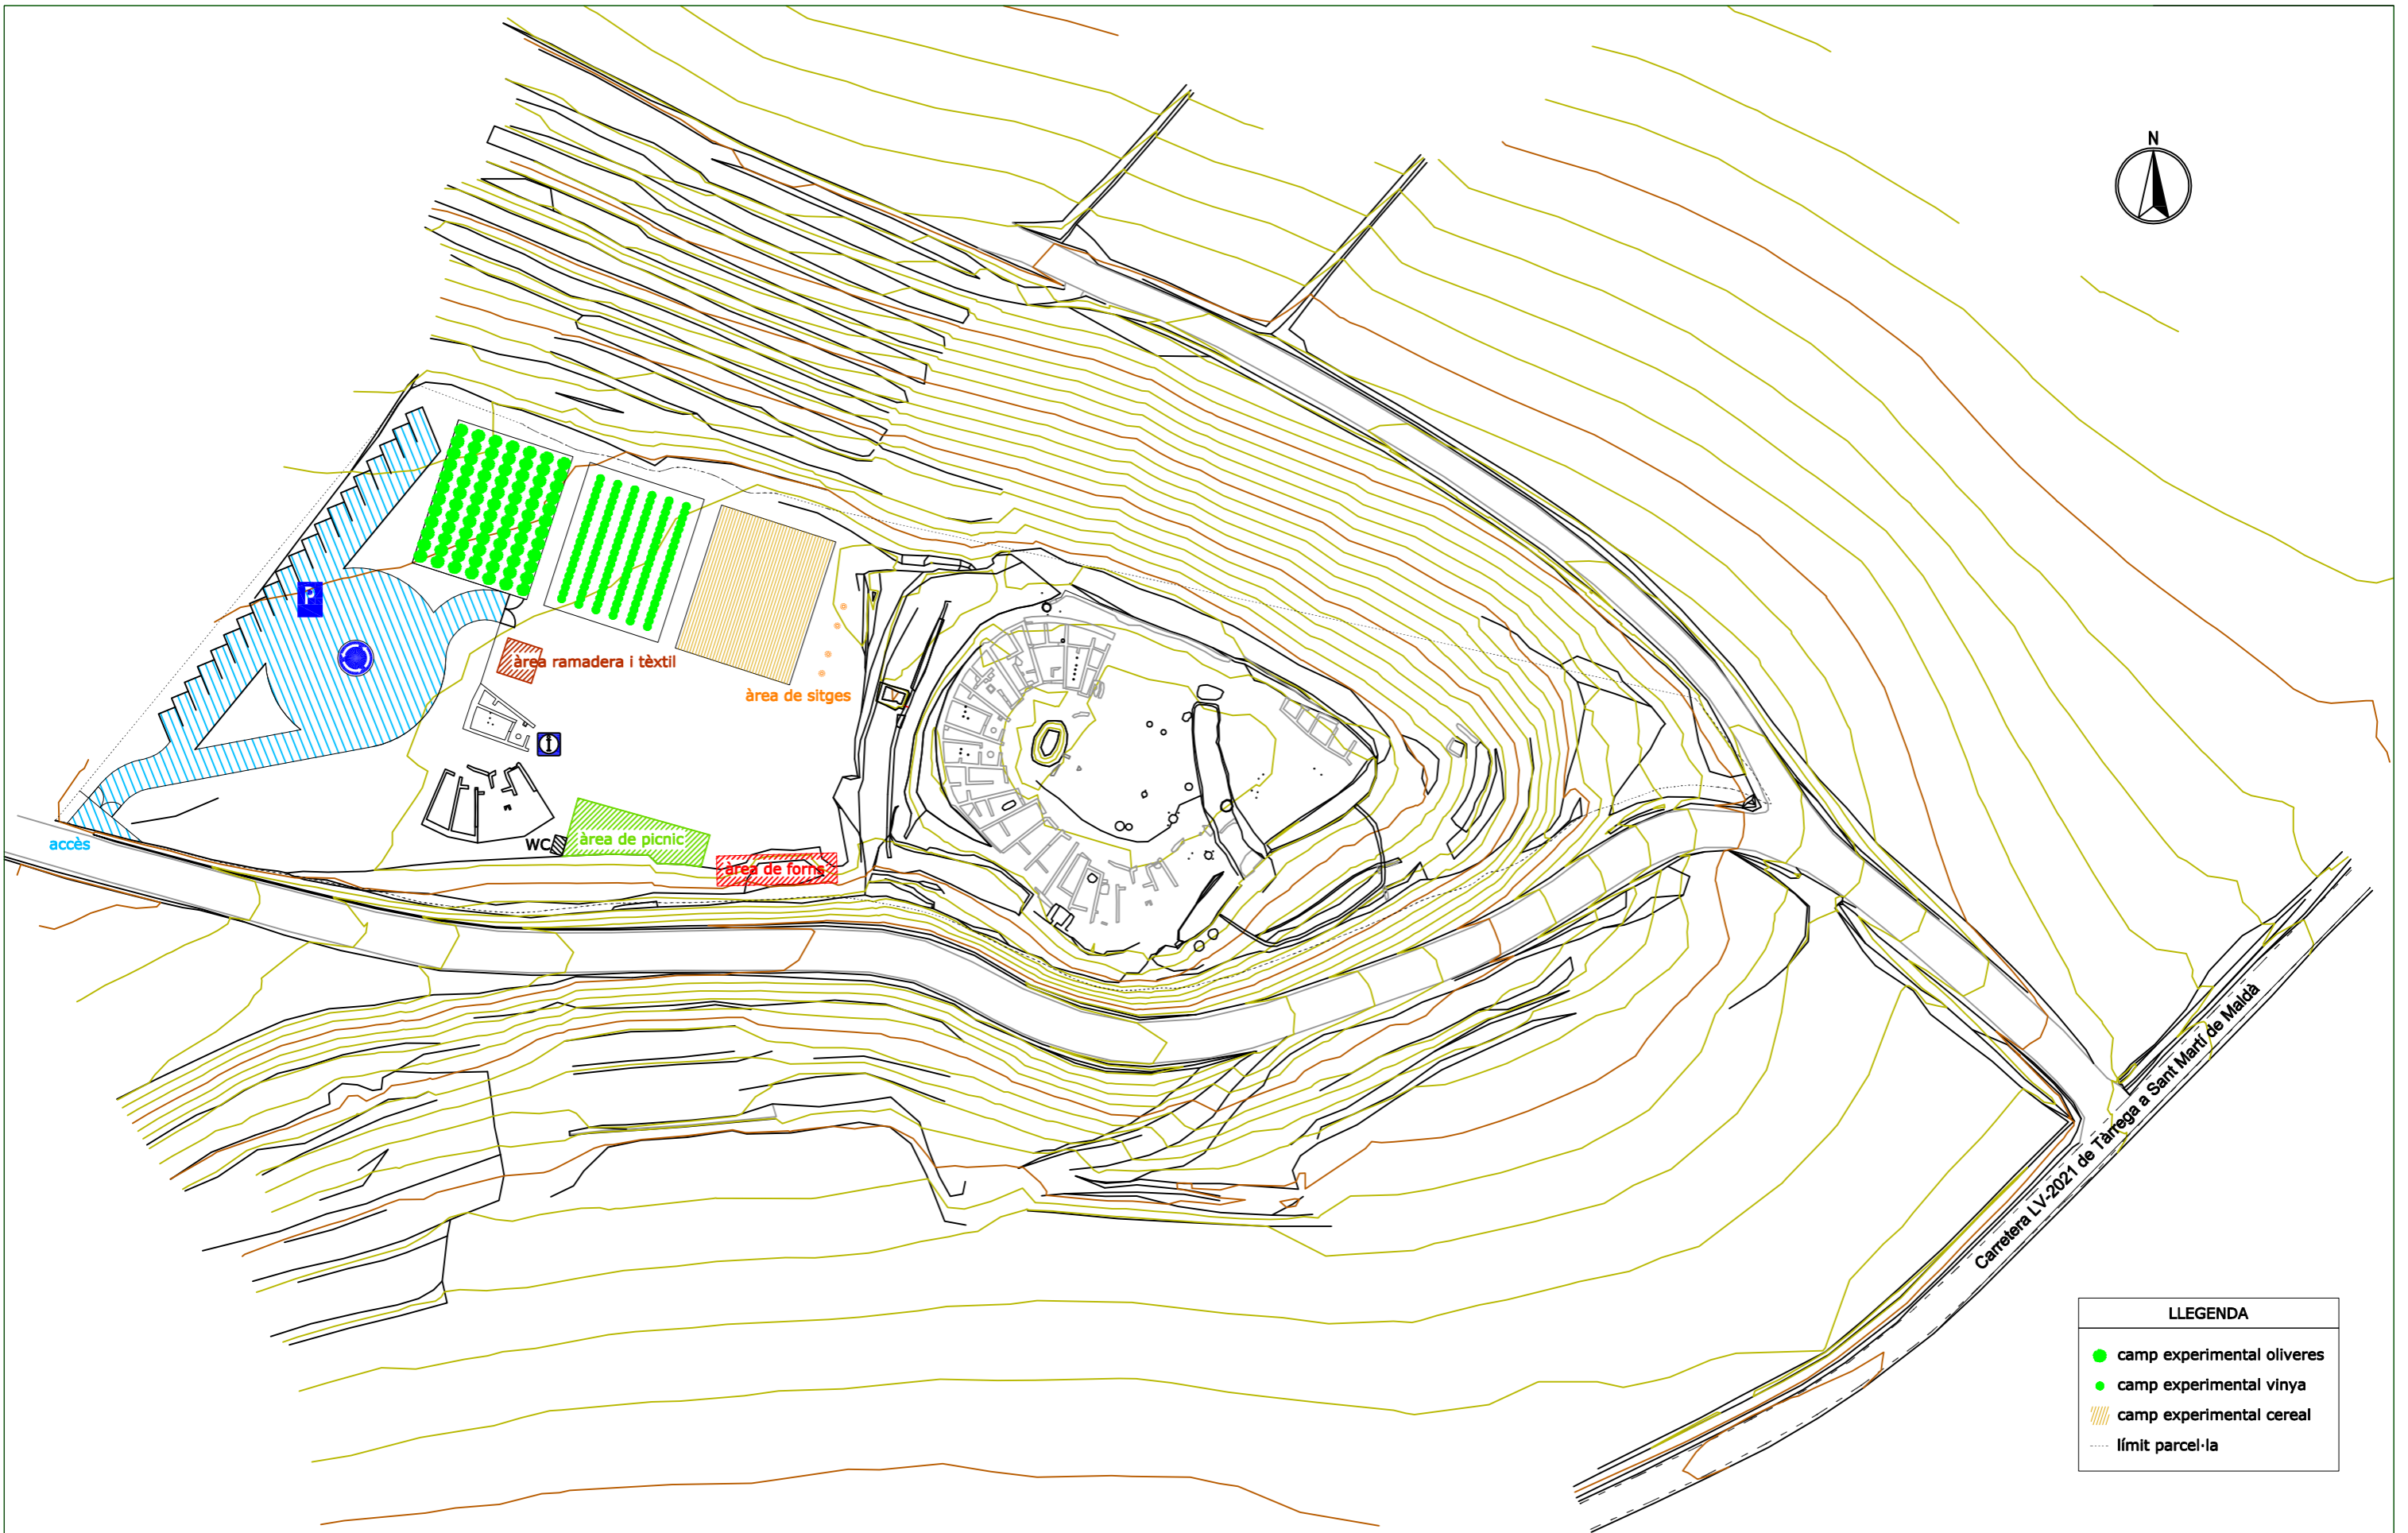 N
P
àrea ramadera i tèxtil
àrea de sitges
i
WC
àrea de picnic
àrea de forns
accès
Carretera LV-2021 de Tàrrega a Sant Martí de Maldà
LLEGENDA
camp experimental oliveres
camp experimental vinya
camp experimental cereal
límit parcel·la